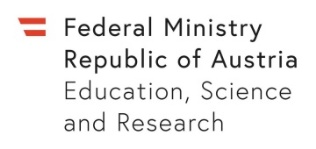 Federal Ministry
Republic of Austria
Education, Science
and Research